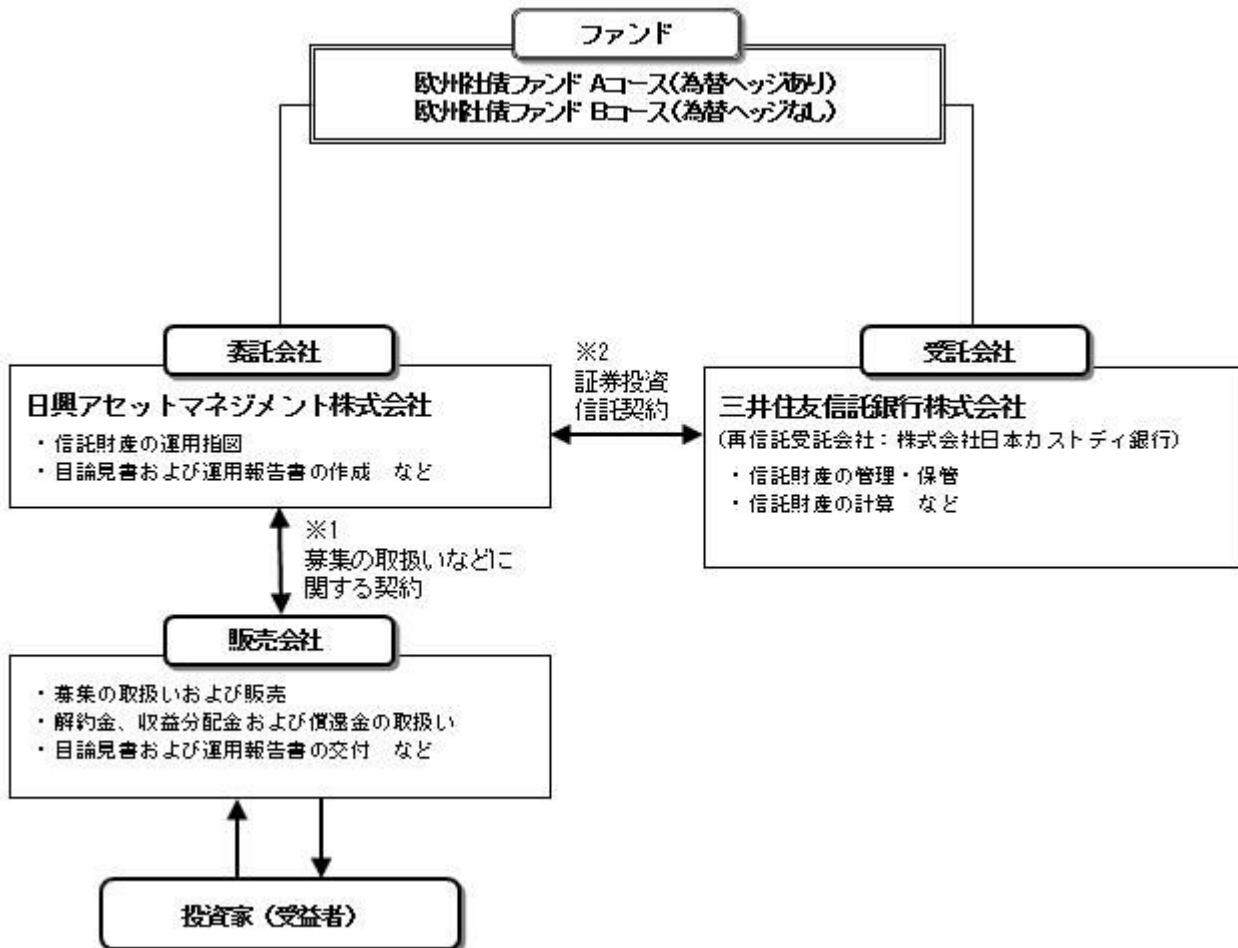 ファンド
欧州社債ファンド Aコース(為替ヘッジあり)
欧州社債ファンド Bコース(為替ヘッジなし)
委託会社
日興アセットマネジメント株式会社
・信託財産の運用指図
・目論見書および運用報告書の作成　など
※2
証券投資
信託契約
受託会社
三井住友信託銀行株式会社
(再信託受託会社：株式会社日本カストディ銀行)
・信託財産の管理・保管
・信託財産の計算　など
※1
募集の取扱いなどに
関する契約
販売会社
・募集の取扱いおよび販売
・解約金、収益分配金および償還金の取扱い
・目論見書および運用報告書の交付　など
投資家（受益者）